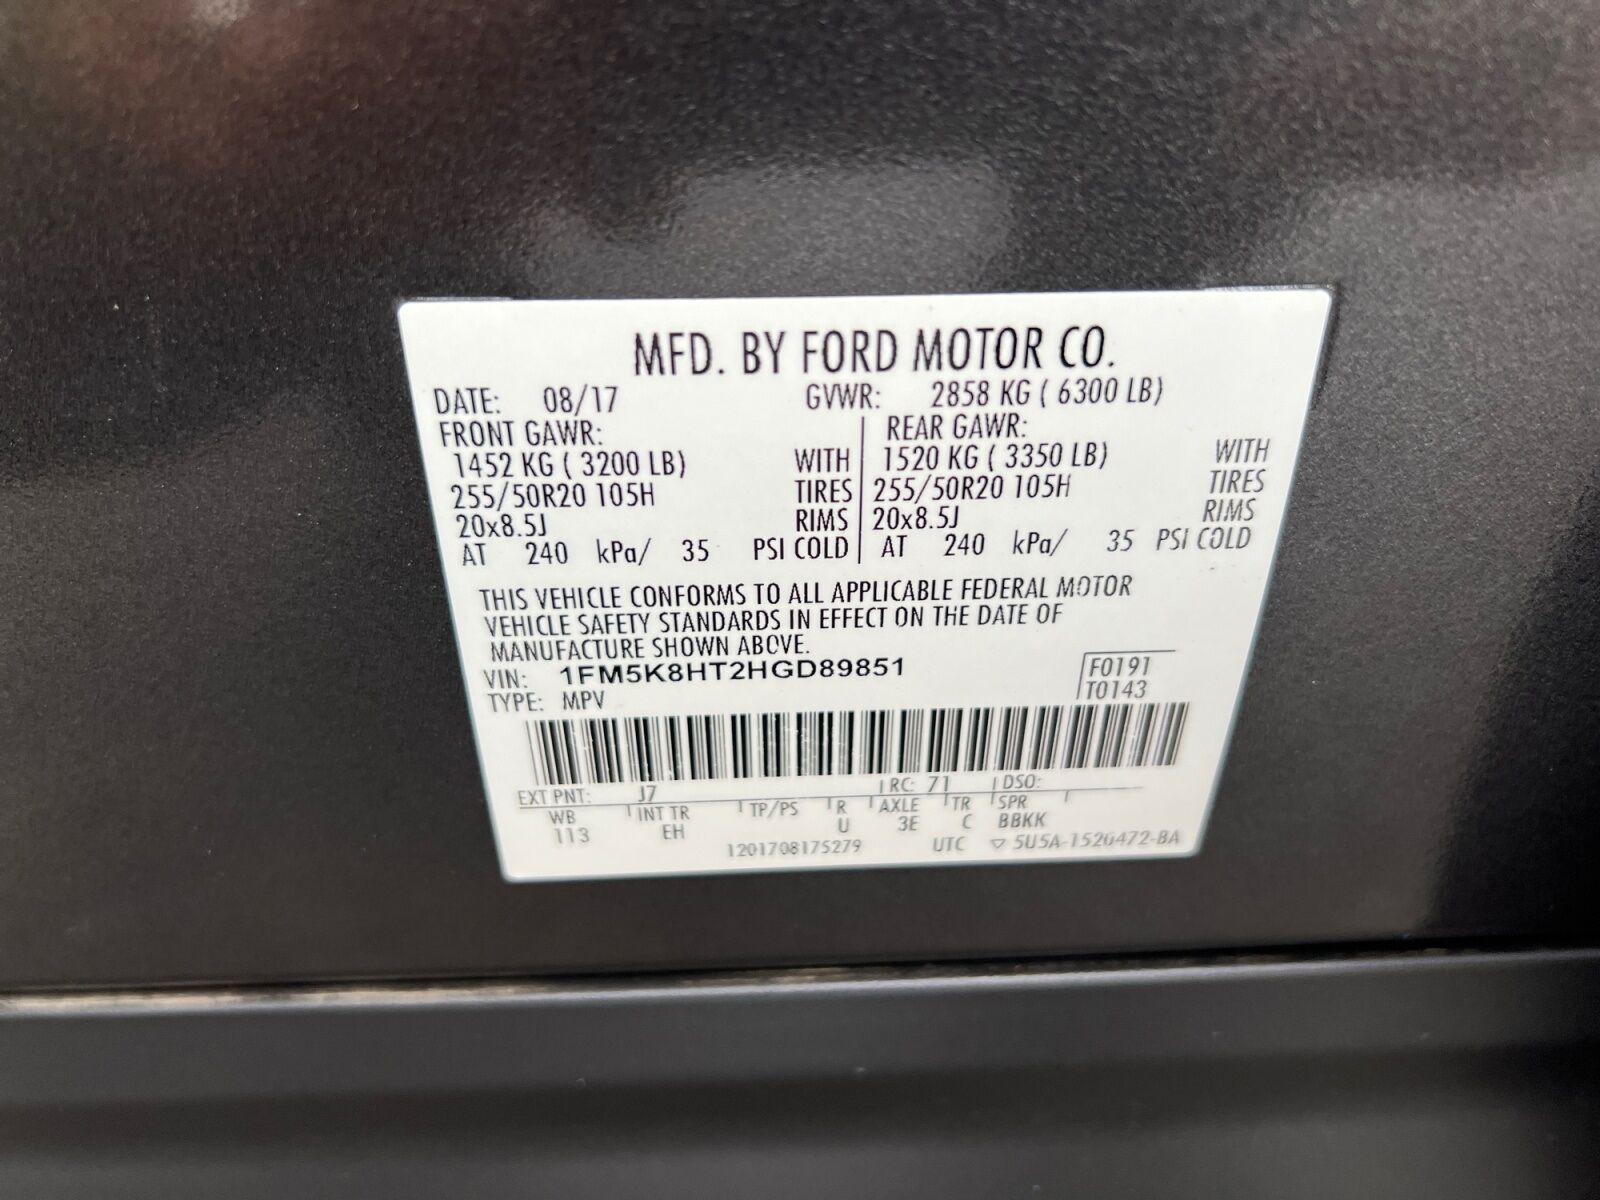 MFD. BY FORD MOTOR CO.
DATE: 08/17 GVWR: 2858 KG ( 6300 LB)
FRONT GAWR: REAR GAWR:
1452 KG ( 3200 LB) WITH 1520 KG ( 3350 LB) WITH
255/50R20 105H TIRES 255/50R20 105H TIRES
20x8.5J RIMS 20x8.5J RIMS
AT 240 kPa/ 35 PSI COLD AT 240 kPa/ 35 PSI COLD
THIS VEHICLE CONFORMS TO ALL APPLICABLE FEDERAL MOTOR
VEHICLE SAFETY STANDARDS IN EFFECT ON THE DATE OF
MANUFACTURE SHOWN ABOVE.
VIN: 1FM5K8HT2HGD89851 F0191
TYPE: MPV T0143
EXT PNT: J7 RC: 71 DSO:
WB INT TR TP/PS R AXLE TR SPR
113 EH U 3E C BBKK
1201708175279 UTC ▽ 5U5A-1520472-BA